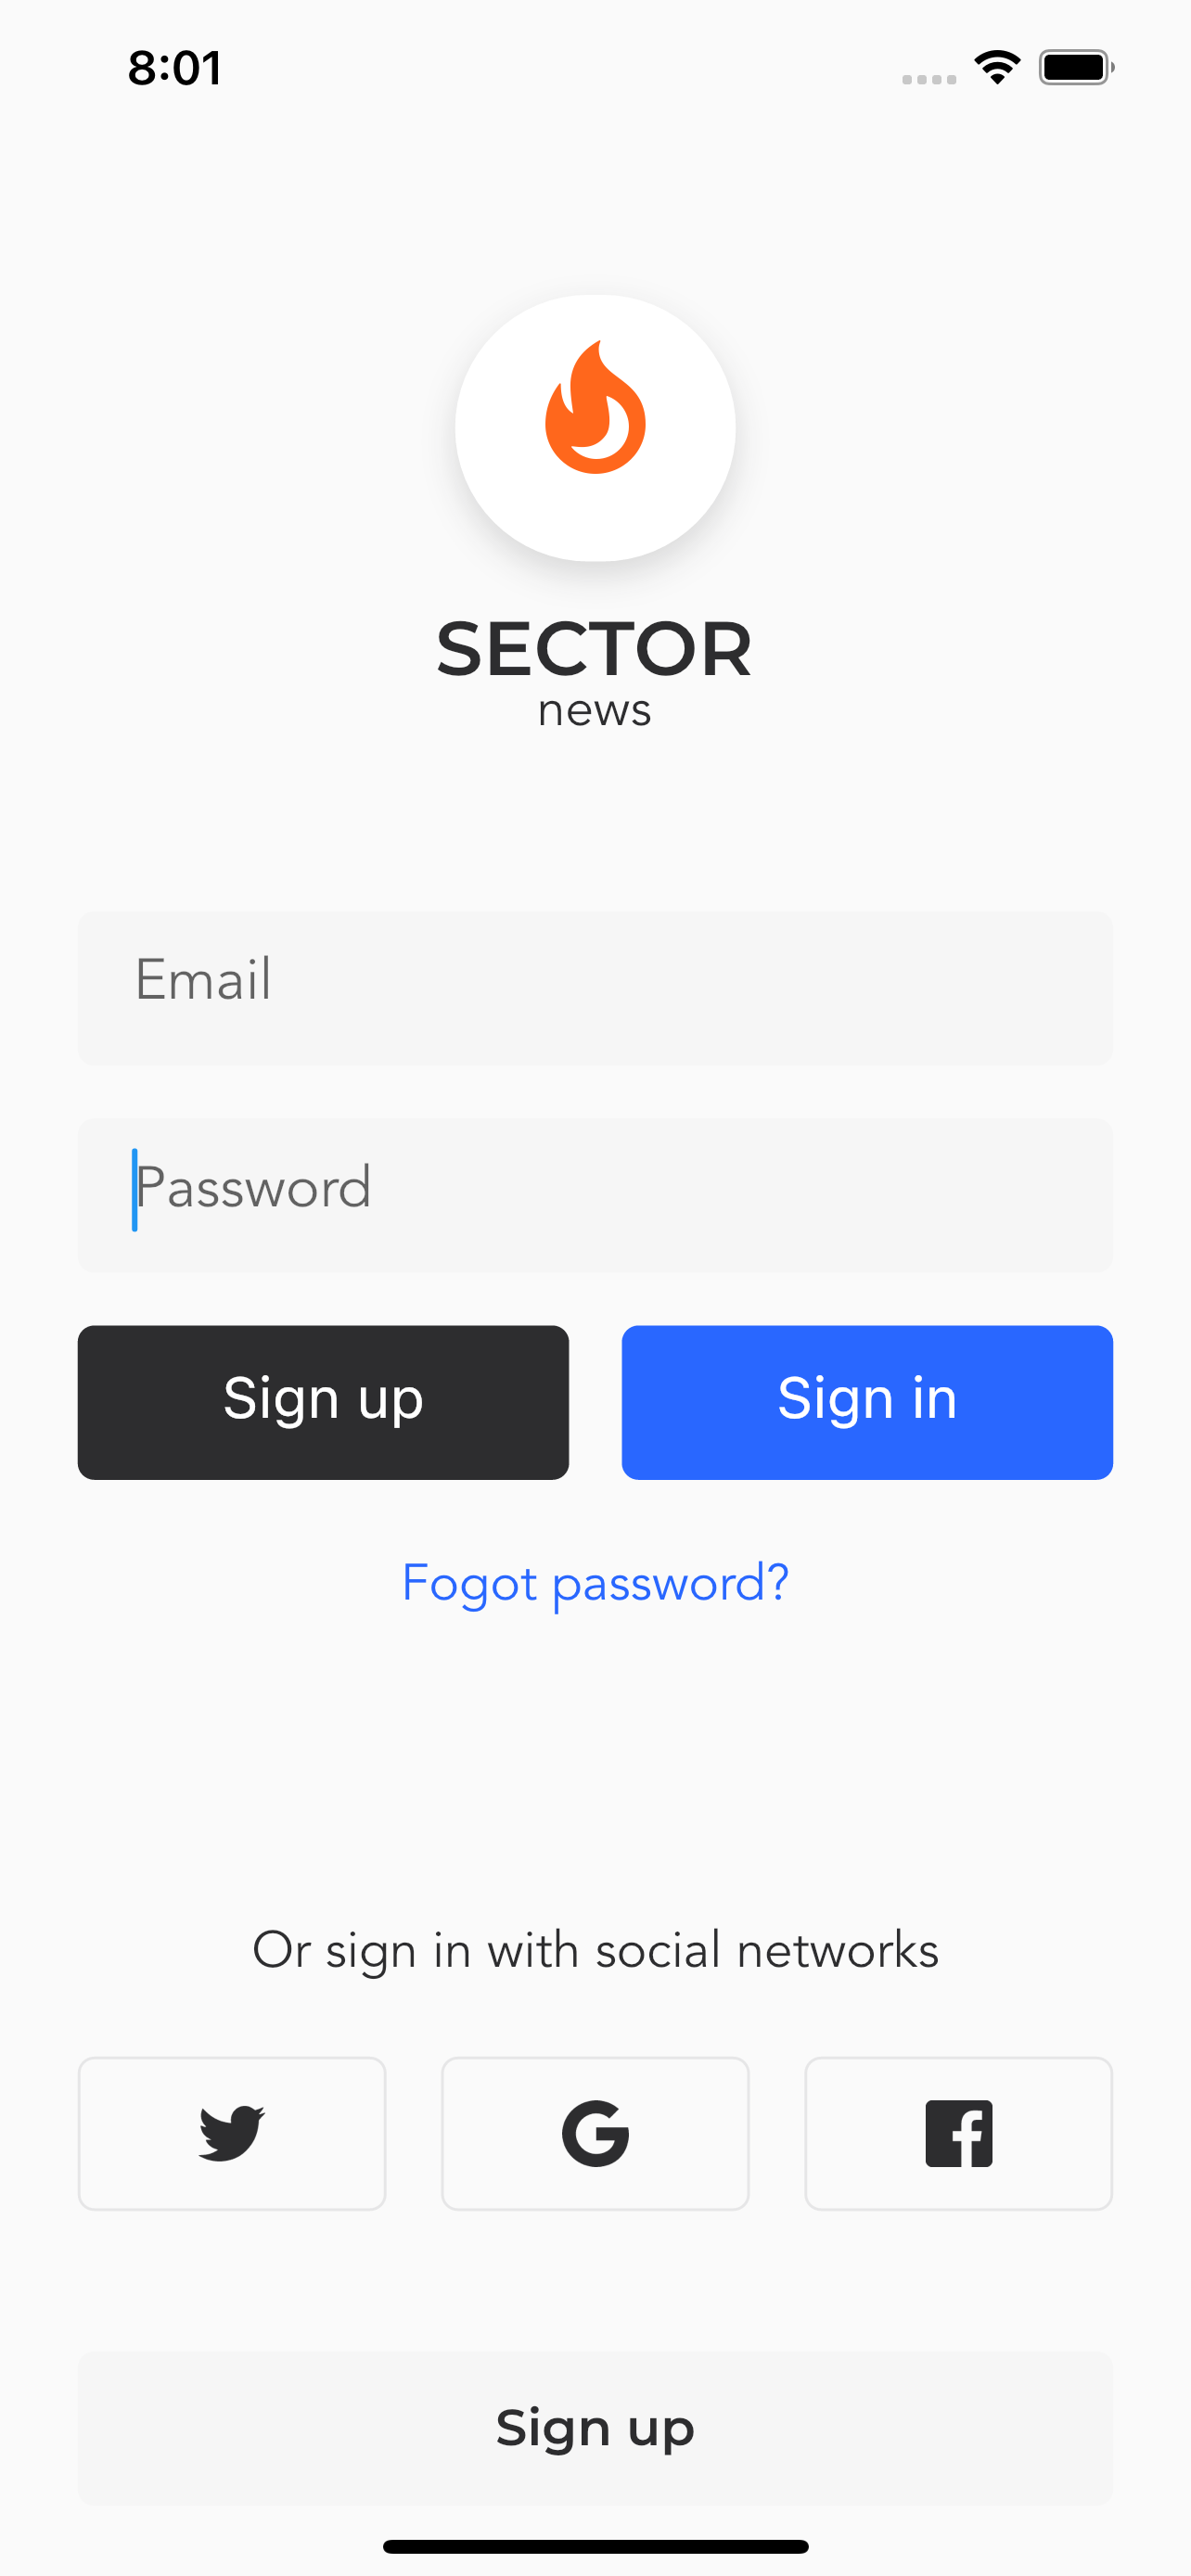 8:01
SECTOR
news
Email
Password
Sign up Sign in
Fogot password?
Or sign in with social networks
Sign up